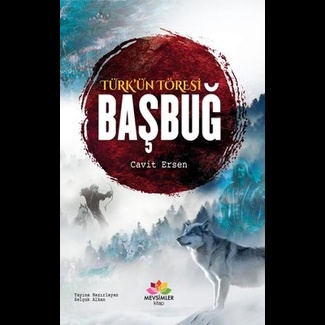 TÜRK'ÜN TÖRESİ
BAŞBUĞ
Cavit Ersen
Yayına Hazırlayan
Selçuk Alkan
MEVSİMLER
kitap